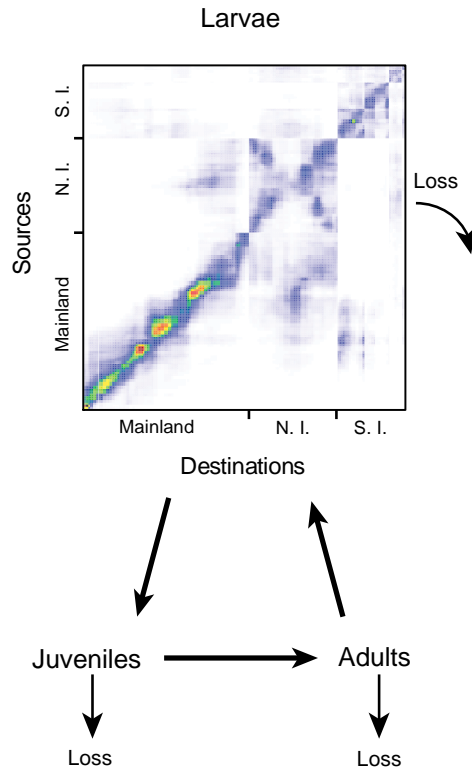 Larvae
S. I.
N. I.
Mainland
Sources
Loss
Mainland
N. I.
S. I.
Destinations
Juveniles
Adults
Loss
Loss